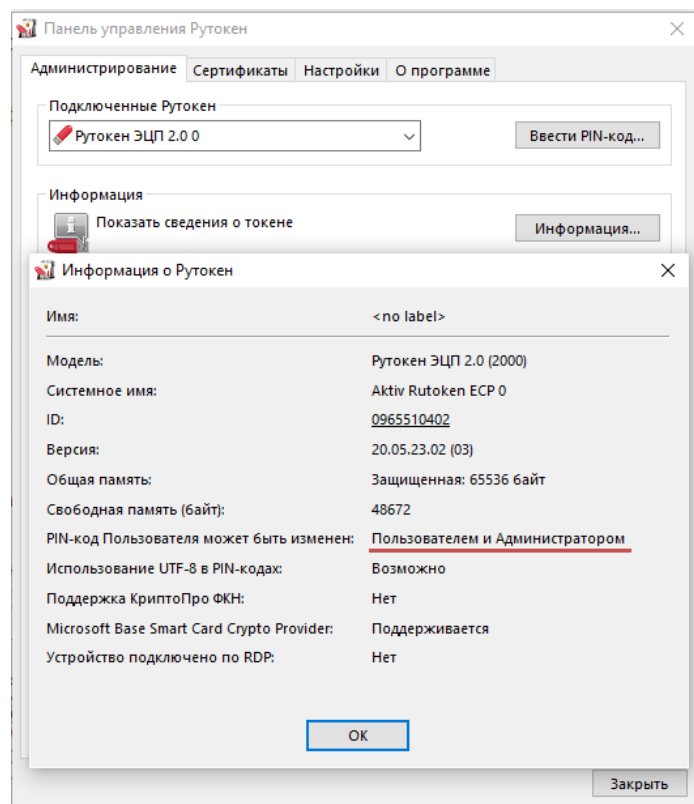 Панель управления Рутокен
Администрирование Сертификаты Настройки О программе
Подключенные Рутокен
Рутокен ЭЦП 2.0 0 Ввести PIN-код...
Информация
Показать сведения о токене Информация...
Информация о Рутокен
Имя: <no label>
Модель: Рутокен ЭЦП 2.0 (2000)
Системное имя: Aktiv Rutoken ECP 0
ID: 0965510402
Версия: 20.05.23.02 (03)
Общая память: Защищенная: 65536 байт
Свободная память (байт): 48672
PIN-код Пользователя может быть изменен: Пользователем и Администратором
Использование UTF-8 в PIN-кодах: Возможно
Поддержка КриптоПро ФКН: Нет
Microsoft Base Smart Card Crypto Provider: Поддерживается
Устройство подключено по RDP: Нет
ОК
Закрыть